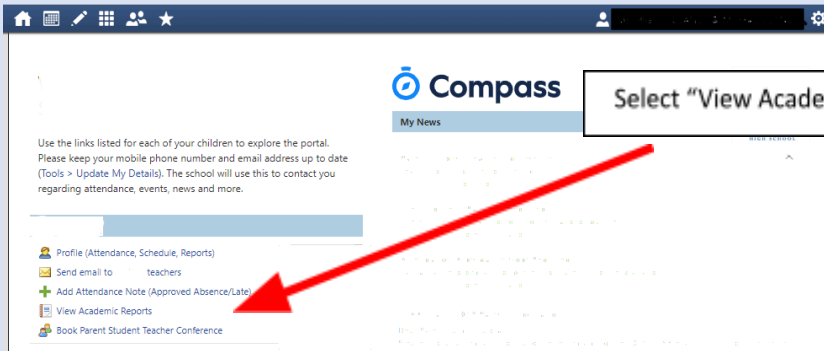 Compass
Select “View Acade
My News
HIGH SCHOOL
Use the links listed for each of your children to explore the portal.
Please keep your mobile phone number and email address up to date
(Tools > Update My Details). The school will use this to contact you
regarding attendance, events, news and more.
Profile (Attendance, Schedule, Reports)
Send email to teachers
Add Attendance Note (Approved Absence/Late)
View Academic Reports
Book Parent Student Teacher Conference